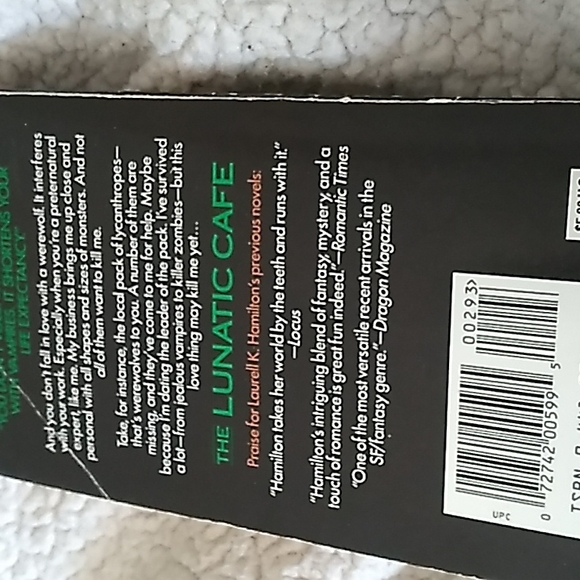 VAMPIRES. IT SHORTENS YOUR
LIFE EXPECTANCY"
And you don't fall in love with a werewolf. It interferes
with your work. Especially when you're a preternatural
expert, like me. My business brings me up close and
personal with all shapes and sizes of monsters. And not
all of them want to kill me.
Take, for instance, the local pack of lycanthropes—
that's werewolves to you. A number of them are
missing, and they've come to me for help. Maybe
because I'm dating the leader of the pack. I've survived
a lot—from jealous vampires to killer zombies—but this
love thing may kill me yet...
THE LUNATIC CAFE
Praise for Laurell K. Hamilton's previous novels:
"Hamilton takes her world by the teeth and runs with it."
—Locus
"Hamilton's intriguing blend of fantasy, mystery, and a
touch of romance is great fun indeed."—Romantic Times
"One of the most versatile recent arrivals in the
SF/fantasy genre."—Dragon Magazine
00293>
0 72742 00599 5
UPC
ISBN